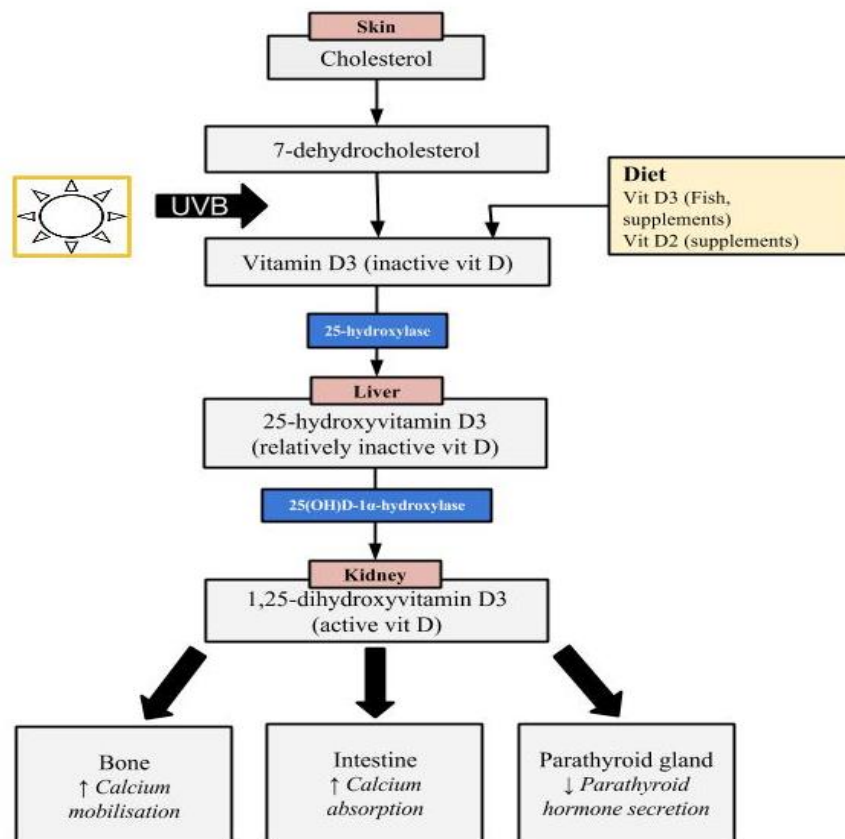 Skin
Cholesterol
7-dehydrocholesterol
UVB
Diet
Vit D3 (Fish,
supplements)
Vit D2 (supplements)
Vitamin D3 (inactive vit D)
25-hydroxylase
Liver
25-hydroxyvitamin D3
(relatively inactive vit D)
25(OH)D-1α-hydroxylase
Kidney
1,25-dihydroxyvitamin D3
(active vit D)
Bone
↑ Calcium
mobilisation
Intestine
↑ Calcium
absorption
Parathyroid gland
↓ Parathyroid
hormone secretion